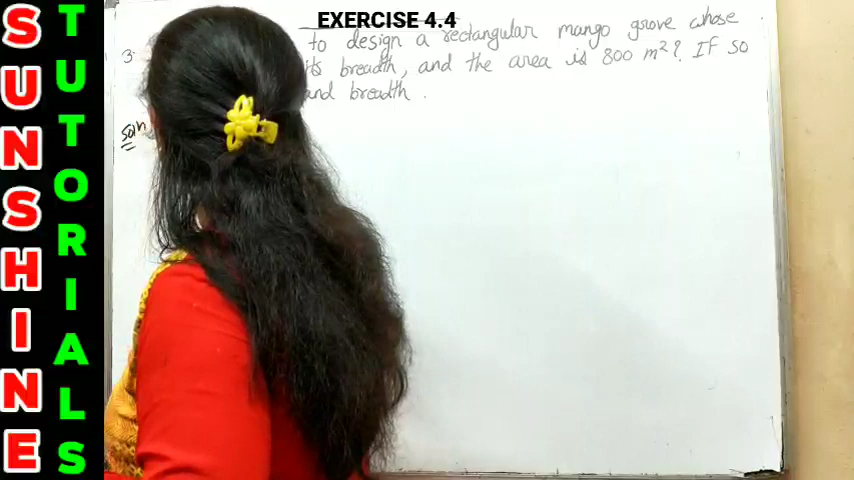 SUNSHINE
TUTORIALS
EXERCISE 4.4
3. to design a rectangular mango grove whose
its breadth, and the area is 800 m²? If so
and breadth.
Soln